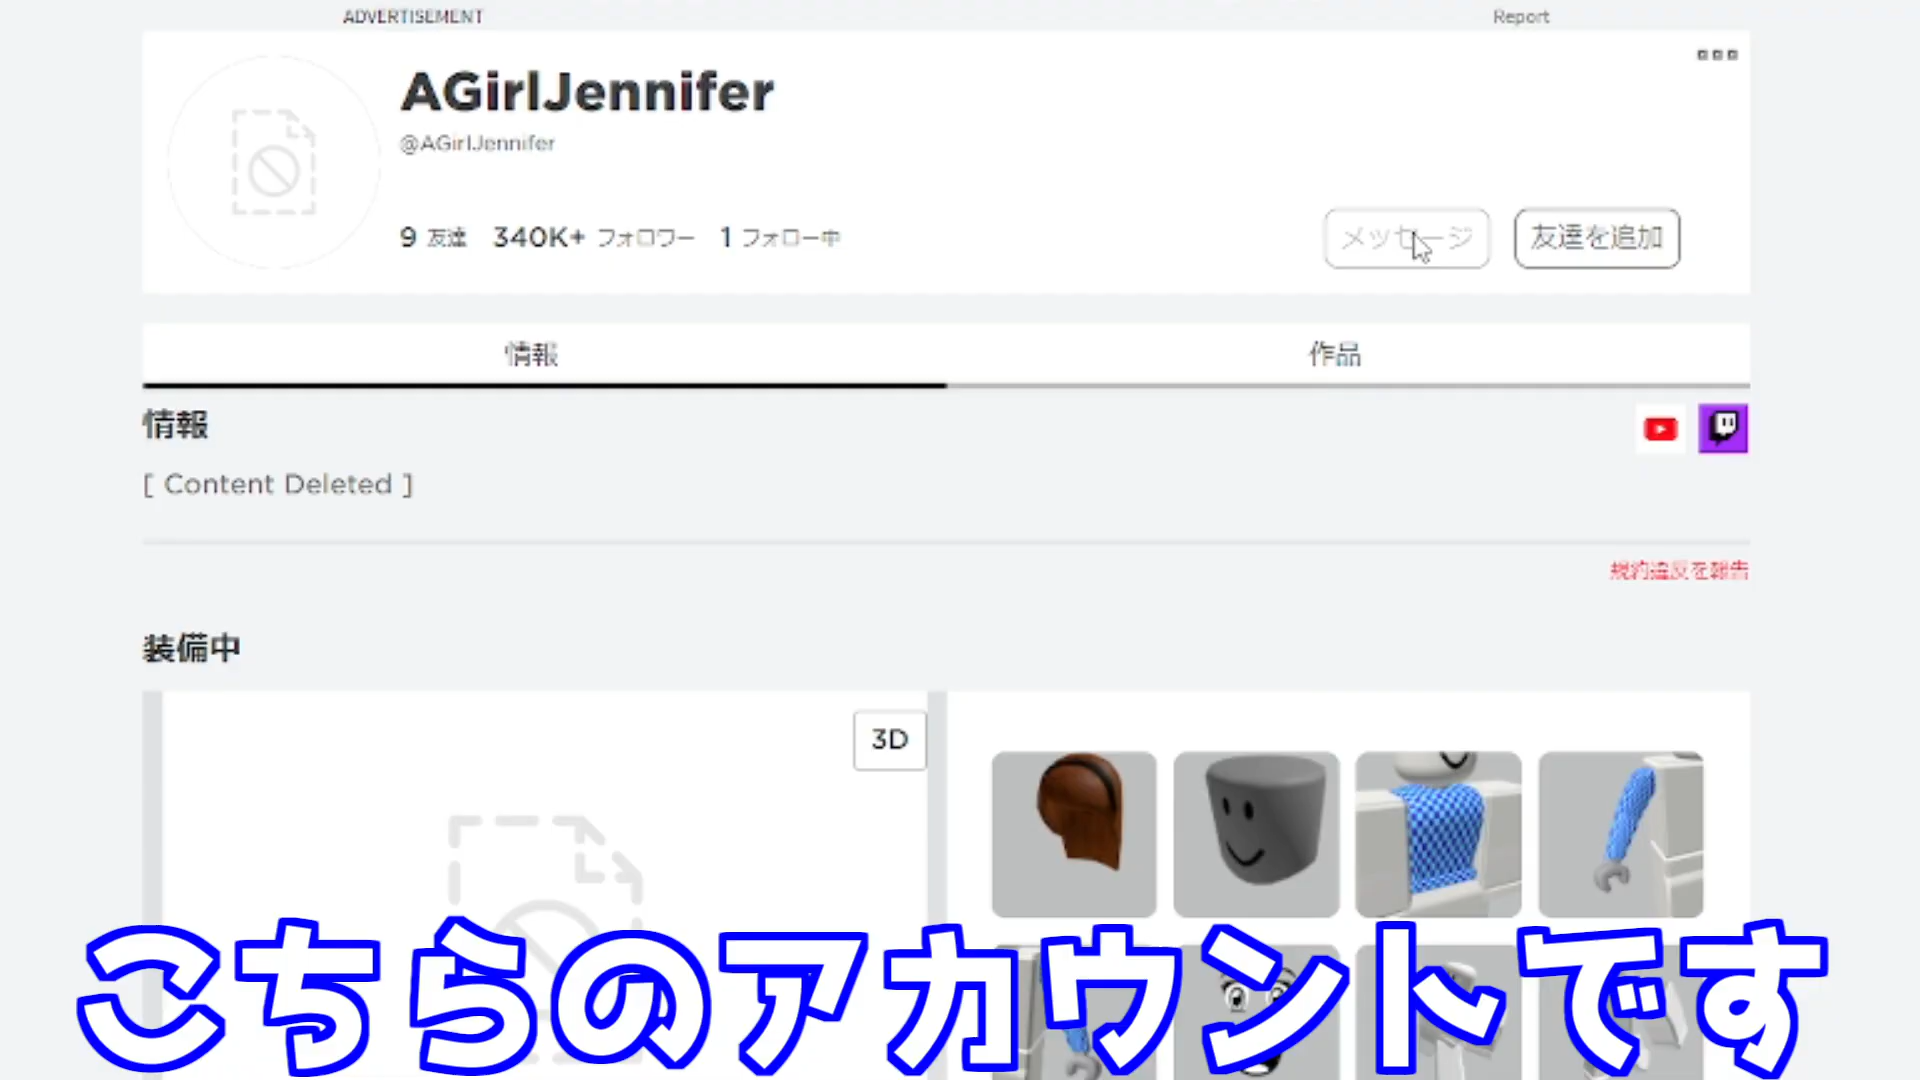 ADVERTISEMENT
Report
AGirlJennifer
@AGirlJennifer
9 友達 340K+ フォロワー 1 フォロー中
メッセージ
友達を追加
情報
作品
情報
[ Content Deleted ]
規約違反を報告
装備中
3D
こちらのアカウントです